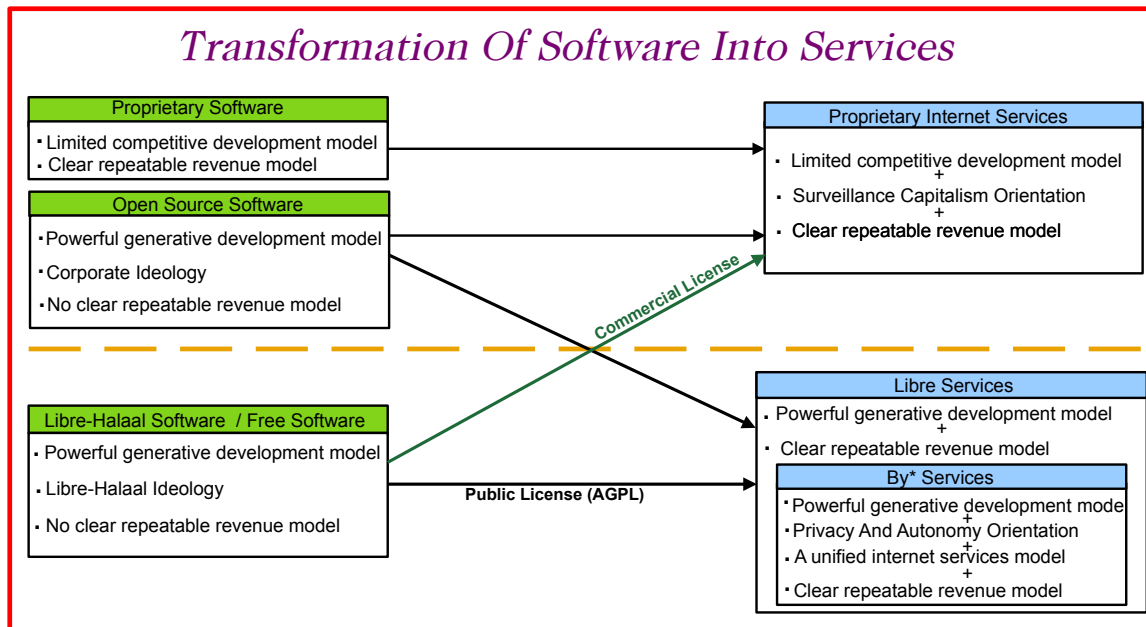 Transformation Of Software Into Services
Proprietary Software
· Limited competitive development model
· Clear repeatable revenue model
Open Source Software
· Powerful generative development model
· Corporate Ideology
· No clear repeatable revenue model
Proprietary Internet Services
· Limited competitive development model
+
· Surveillance Capitalism Orientation
+
· Clear repeatable revenue model
Commercial License
Libre-Halaal Software / Free Software
· Powerful generative development model
· Libre-Halaal Ideology
· No clear repeatable revenue model
Public License (AGPL)
Libre Services
· Powerful generative development model
+
· Clear repeatable revenue model
By* Services
· Powerful generative development mode
+
· Privacy And Autonomy Orientation
+
· A unified internet services model
+
· Clear repeatable revenue model